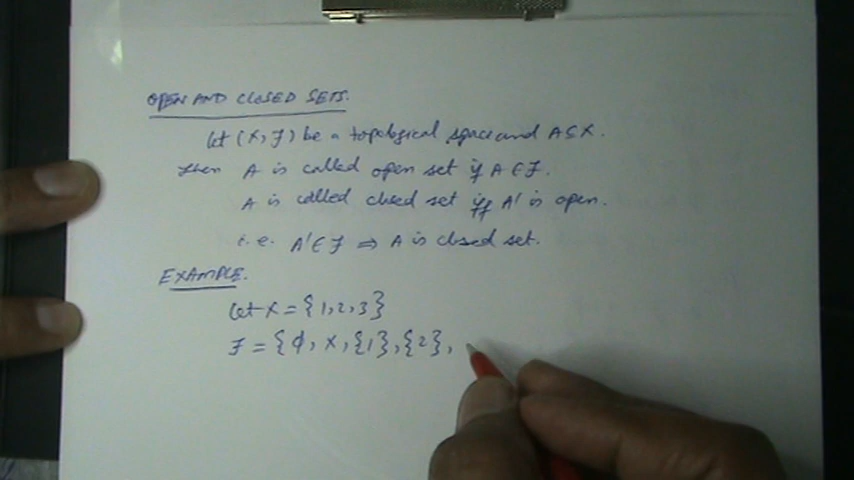 OPEN AND CLOSED SETS.
Let (X, J) be a topological space and A ⊆ X.
Then A is called open set if A ∈ J.
A is called closed set iff A' is open.
i.e. A' ∈ J ⇒ A is closed set.
EXAMPLE.
Let X = {1, 2, 3}
J = {ϕ, X, {1}, {2},